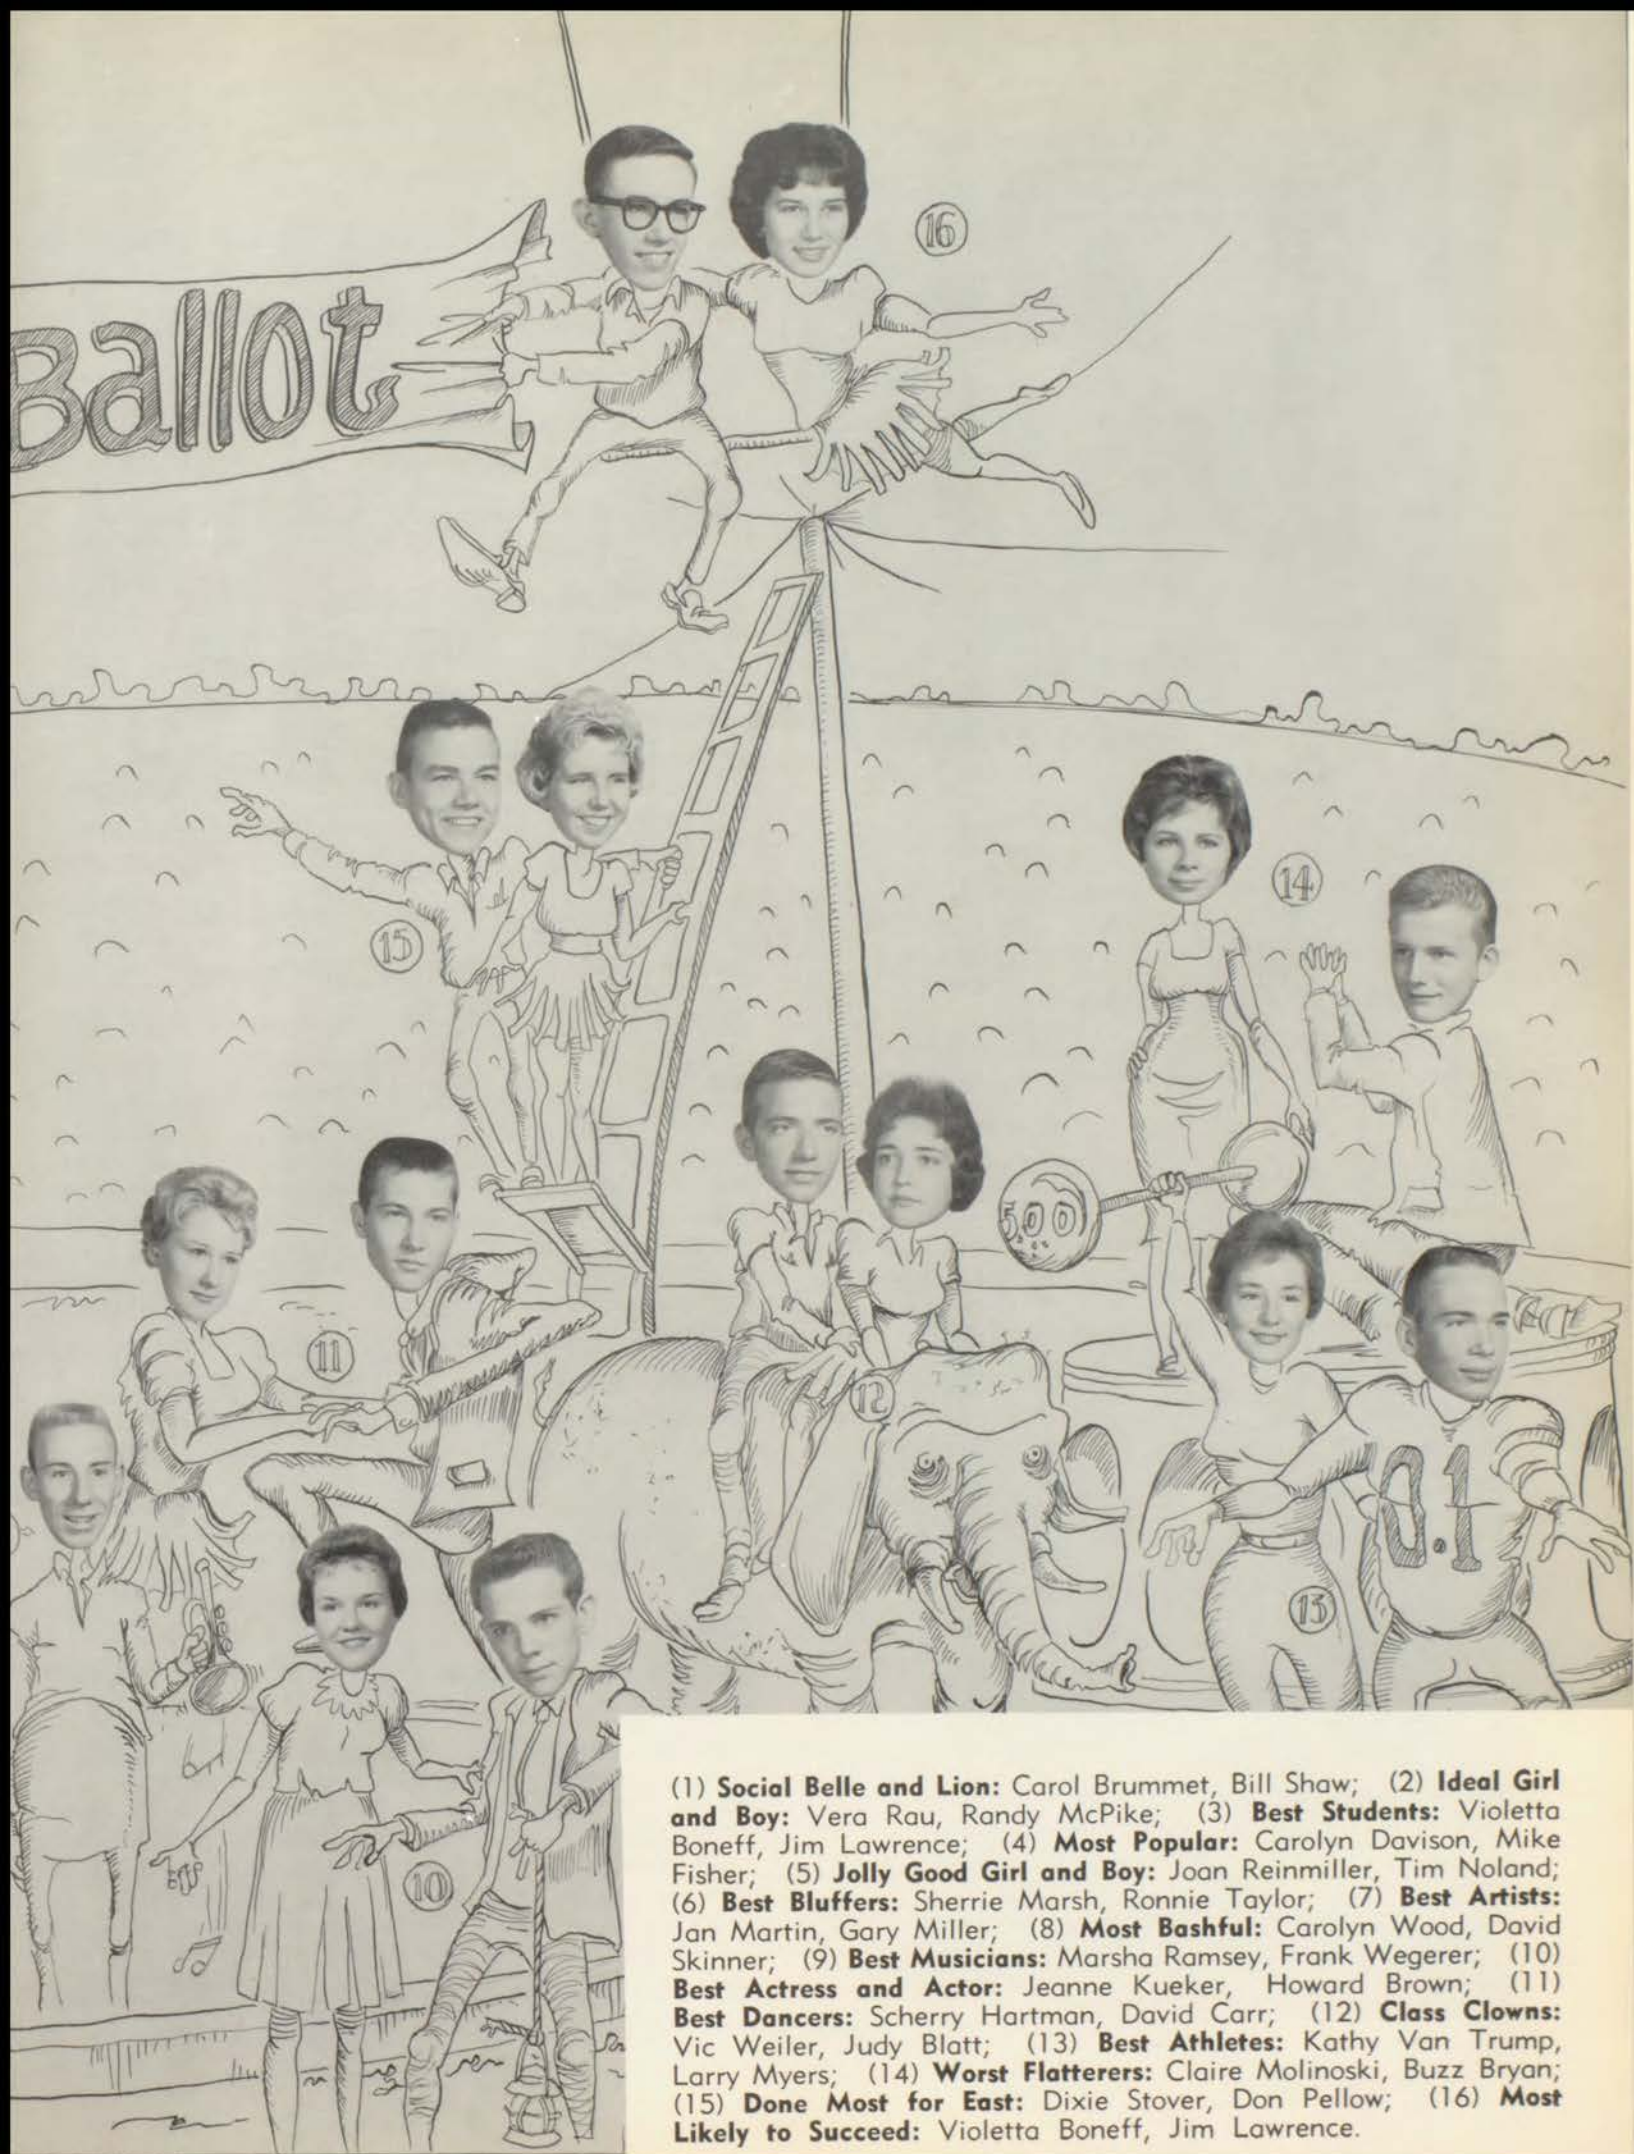 Ballot
16
15
14
500
11
12
0.1
13
10
(1) Social Belle and Lion: Carol Brummet, Bill Shaw; (2) Ideal Girl
and Boy: Vera Rau, Randy McPike; (3) Best Students: Violetta
Boneff, Jim Lawrence; (4) Most Popular: Carolyn Davison, Mike
Fisher; (5) Jolly Good Girl and Boy: Joan Reinmiller, Tim Noland;
(6) Best Bluffers: Sherrie Marsh, Ronnie Taylor; (7) Best Artists:
Jan Martin, Gary Miller; (8) Most Bashful: Carolyn Wood, David
Skinner; (9) Best Musicians: Marsha Ramsey, Frank Wegerer; (10)
Best Actress and Actor: Jeanne Kueker, Howard Brown; (11)
Best Dancers: Scherry Hartman, David Carr; (12) Class Clowns:
Vic Weiler, Judy Blatt; (13) Best Athletes: Kathy Van Trump,
Larry Myers; (14) Worst Flatterers: Claire Molinoski, Buzz Bryan;
(15) Done Most for East: Dixie Stover, Don Pellow; (16) Most
Likely to Succeed: Violetta Boneff, Jim Lawrence.